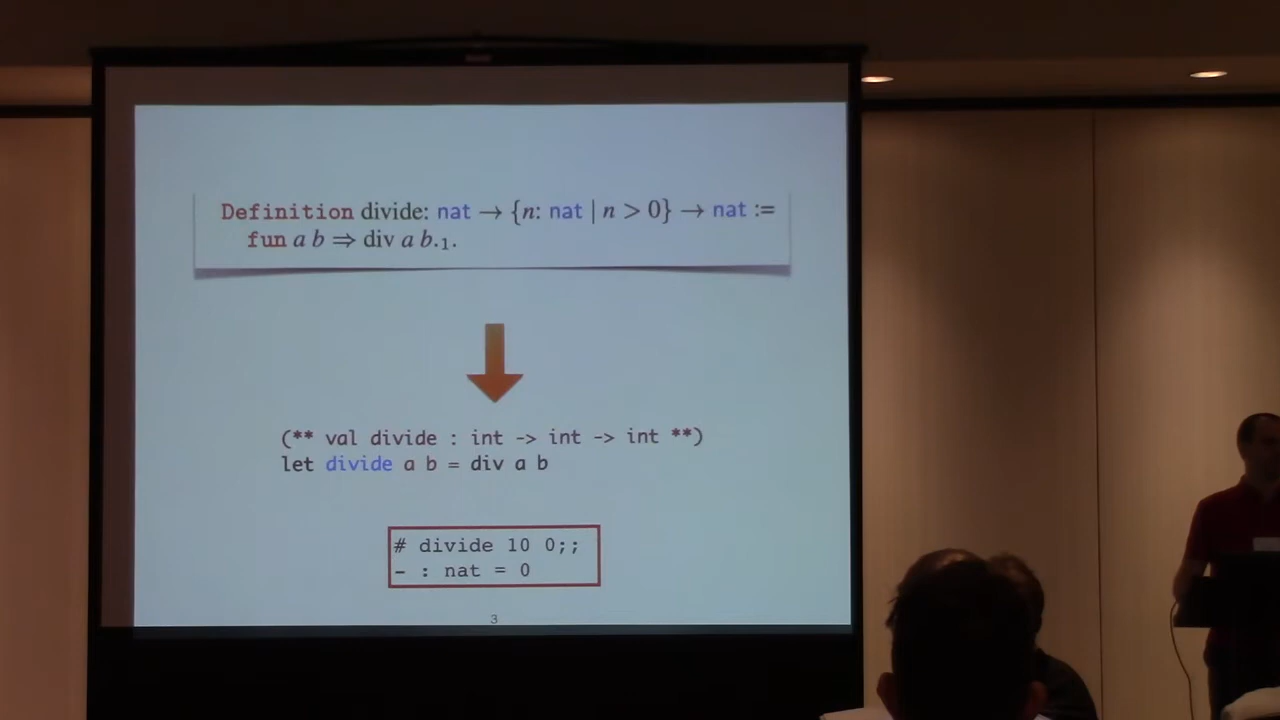 Definition divide: nat → {n: nat | n > 0} → nat :=
fun a b ⇒ div a b.₁.
(** val divide : int -> int -> int **)
let divide a b = div a b
# divide 10 0;;
- : nat = 0
3